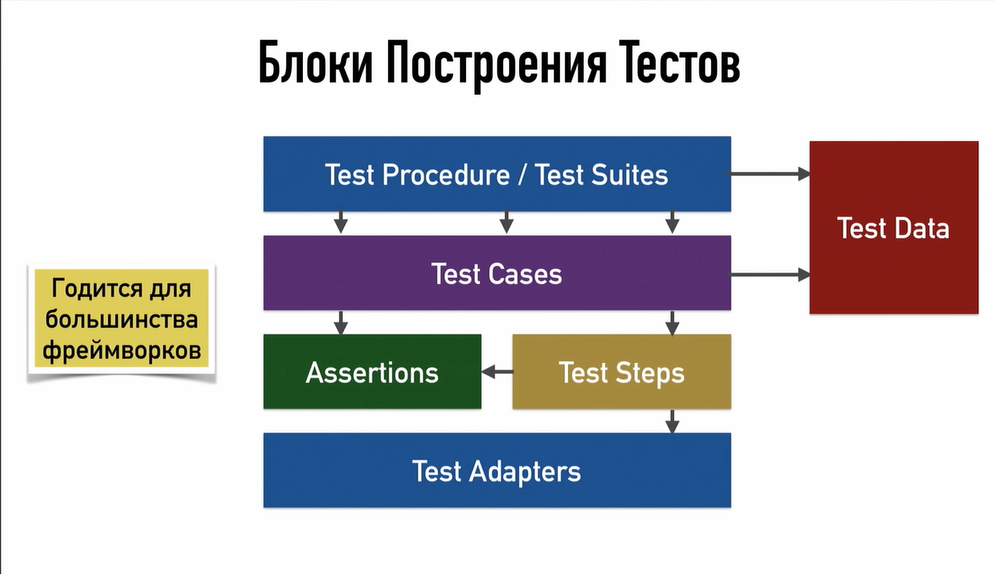 Блоки Построения Тестов
Test Procedure / Test Suites
Test Data
Test Cases
Годится для
большинства
фреймворков
Assertions
Test Steps
Test Adapters